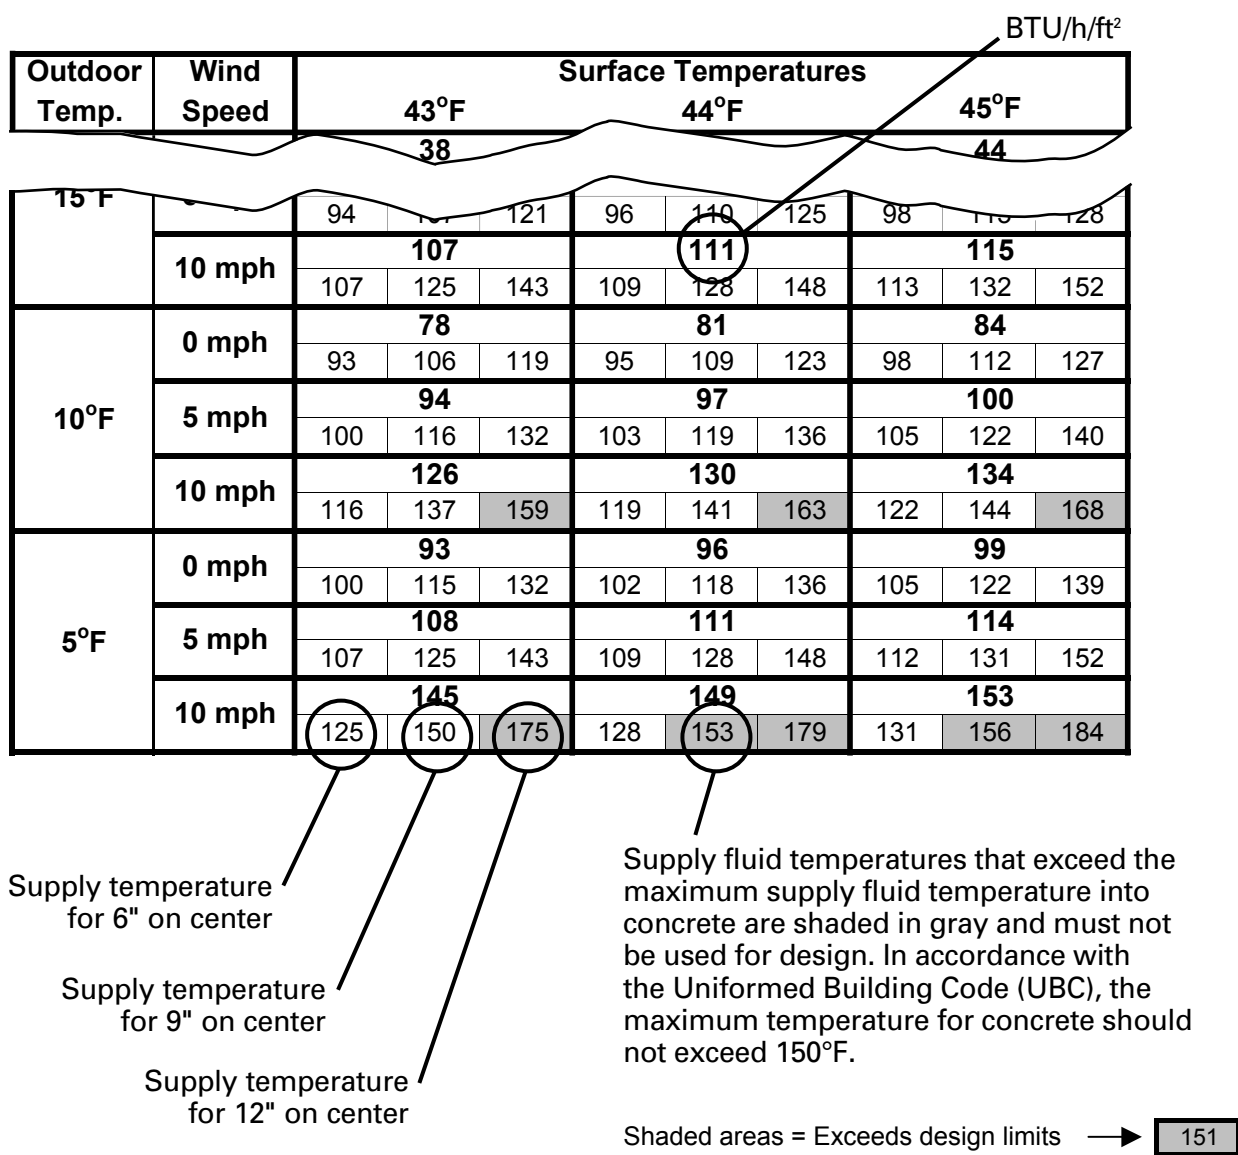 BTU/h/ft²
Outdoor Wind Surface Temperatures
Temp. Speed 43°F 44°F 45°F
38 44
15°F
94 121 96 110 125 98 128
10 mph 107 111 115
107 125 143 109 128 148 113 132 152
0 mph 78 81 84
93 106 119 95 109 123 98 112 127
10°F 5 mph 94 97 100
100 116 132 103 119 136 105 122 140
10 mph 126 130 134
116 137 159 119 141 163 122 144 168
0 mph 93 96 99
100 115 132 102 118 136 105 122 139
5°F 5 mph 108 111 114
107 125 143 109 128 148 112 131 152
10 mph 145 149 153
125 150 175 128 153 179 131 156 184
Supply temperature
for 6" on center
Supply temperature
for 9" on center
Supply temperature
for 12" on center
Supply fluid temperatures that exceed the
maximum supply fluid temperature into
concrete are shaded in gray and must not
be used for design. In accordance with
the Uniformed Building Code (UBC), the
maximum temperature for concrete should
not exceed 150°F.
Shaded areas = Exceeds design limits 151